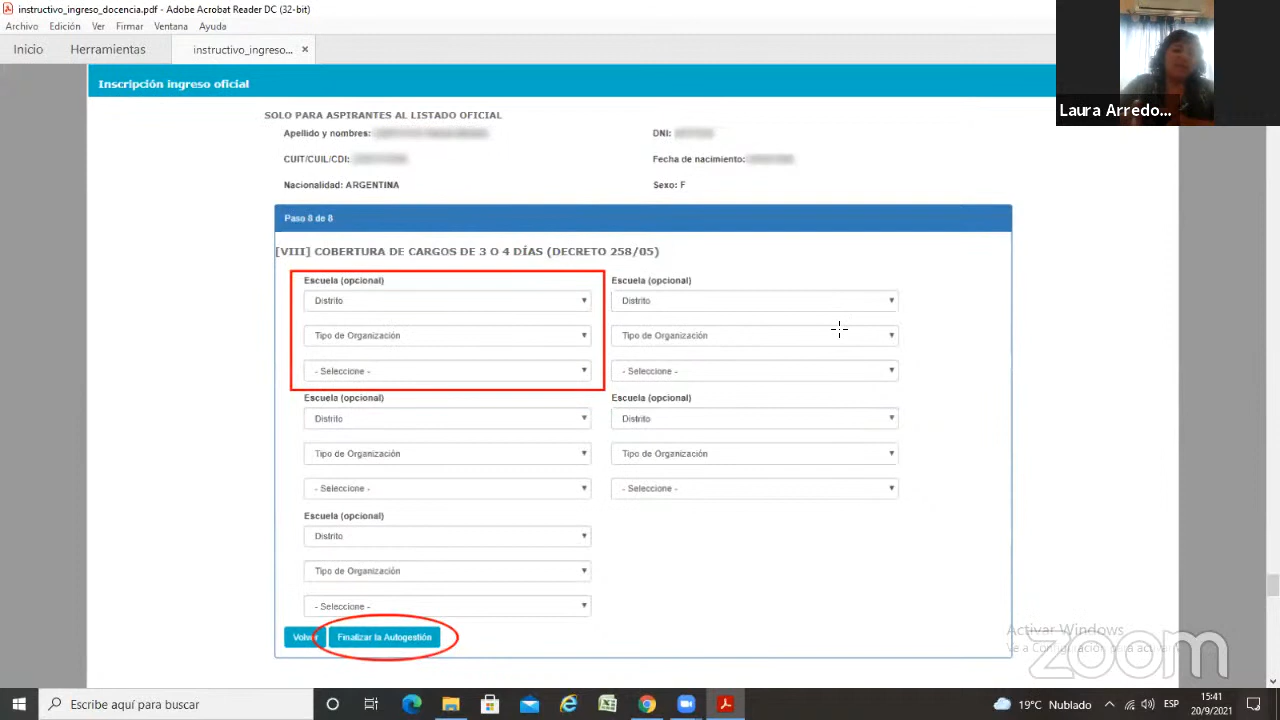 instructivo_ingreso_docencia.pdf - Adobe Acrobat Reader DC (32-bit)
Archivo Edición Ver Firmar Ventana Ayuda
Inicio Herramientas instructivo_ingreso... ×
Laura Arredo...
Inscripción ingreso oficial
SOLO PARA ASPIRANTES AL LISTADO OFICIAL
Apellido y nombres: DNI:
CUIT/CUIL/CDI: Fecha de nacimiento:
Nacionalidad: ARGENTINA Sexo: F
Paso 8 de 8
[VIII] COBERTURA DE CARGOS DE 3 O 4 DÍAS (DECRETO 258/05)
Escuela (opcional) Escuela (opcional)
Distrito Distrito
Tipo de Organización Tipo de Organización
- Seleccione - - Seleccione -
Escuela (opcional) Escuela (opcional)
Distrito Distrito
Tipo de Organización Tipo de Organización
- Seleccione - - Seleccione -
Escuela (opcional)
Distrito
Tipo de Organización
- Seleccione -
Volver Finalizar la Autogestión
Activar Windows
Ve a Configuración para activar
zoom
Escribe aquí para buscar
19°C Nublado ESP 15:41
20/9/2021